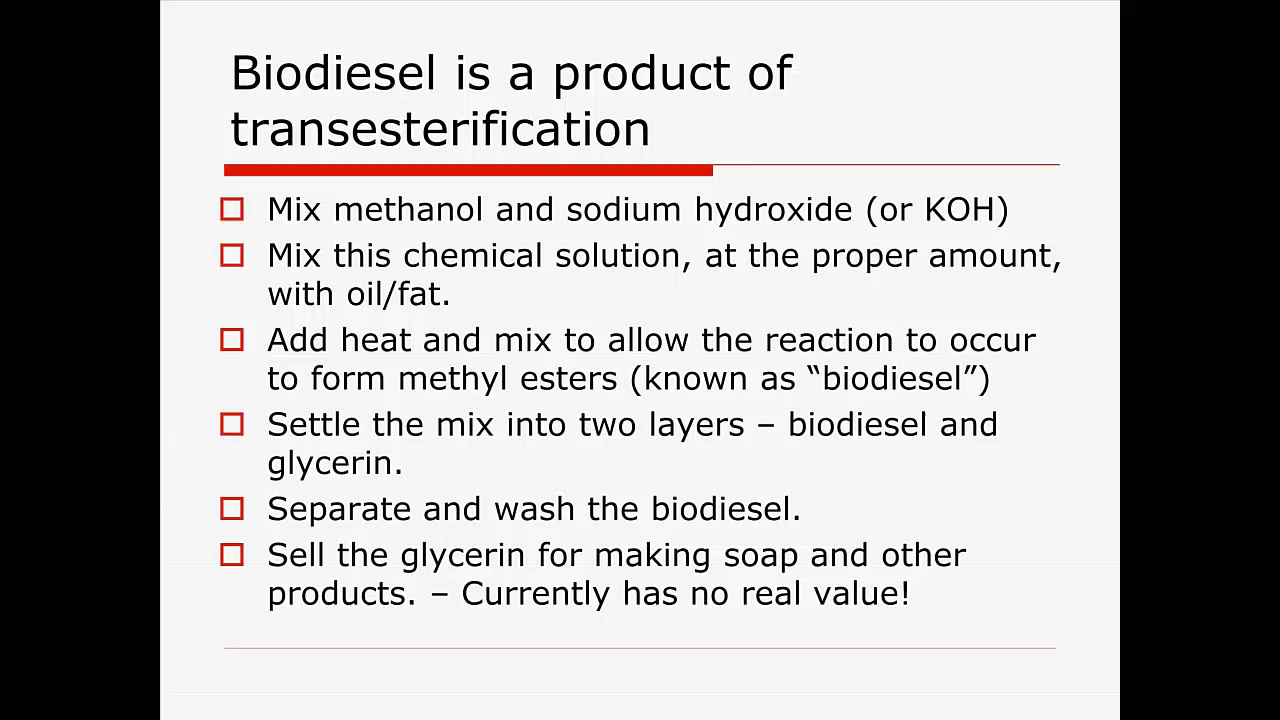 Biodiesel is a product of
transesterification
Mix methanol and sodium hydroxide (or KOH)
Mix this chemical solution, at the proper amount,
with oil/fat.
Add heat and mix to allow the reaction to occur
to form methyl esters (known as “biodiesel”)
Settle the mix into two layers – biodiesel and
glycerin.
Separate and wash the biodiesel.
Sell the glycerin for making soap and other
products. – Currently has no real value!